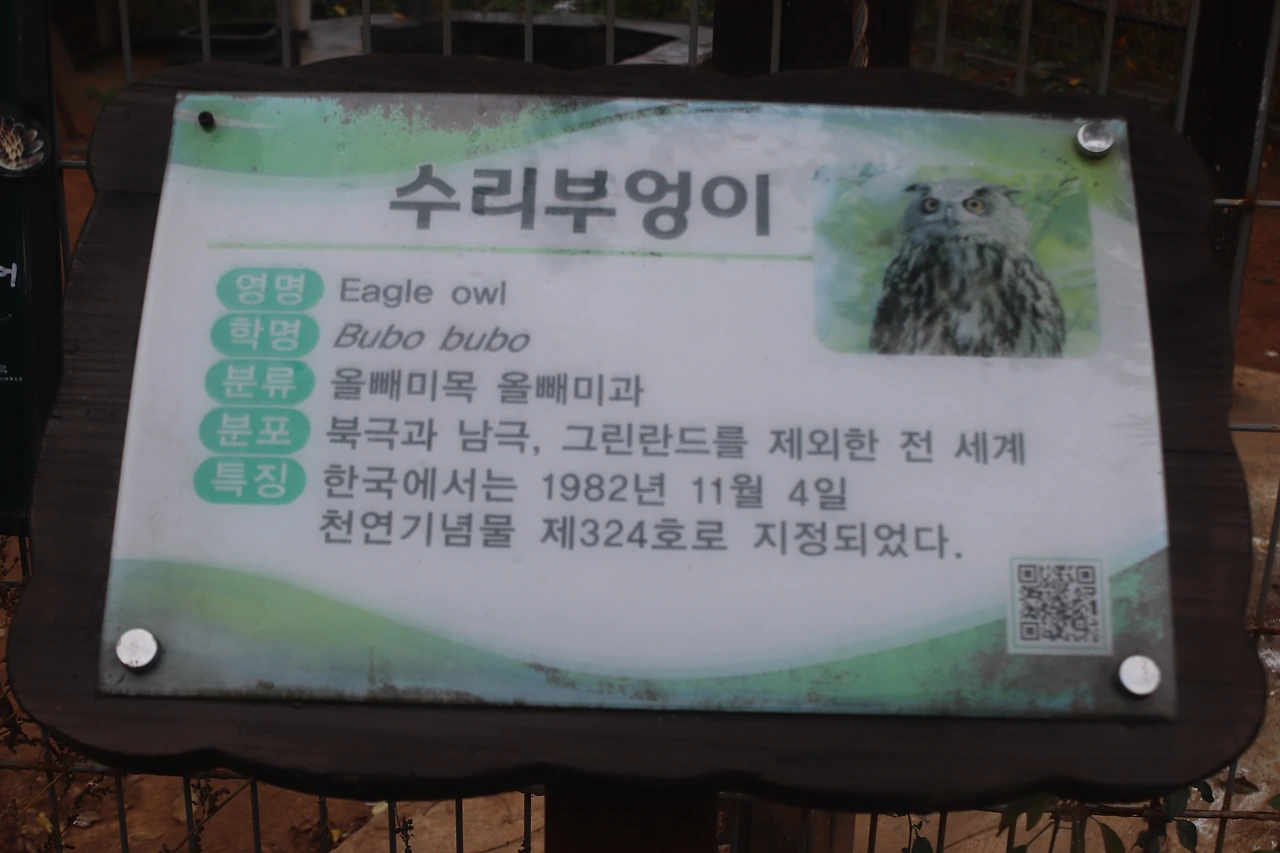 수리부엉이
영명 Eagle owl
학명 Bubo bubo
분류 올빼미목 올빼미과
분포 북극과 남극, 그린란드를 제외한 전 세계
특징 한국에서는 1982년 11월 4일
천연기념물 제324호로 지정되었다.